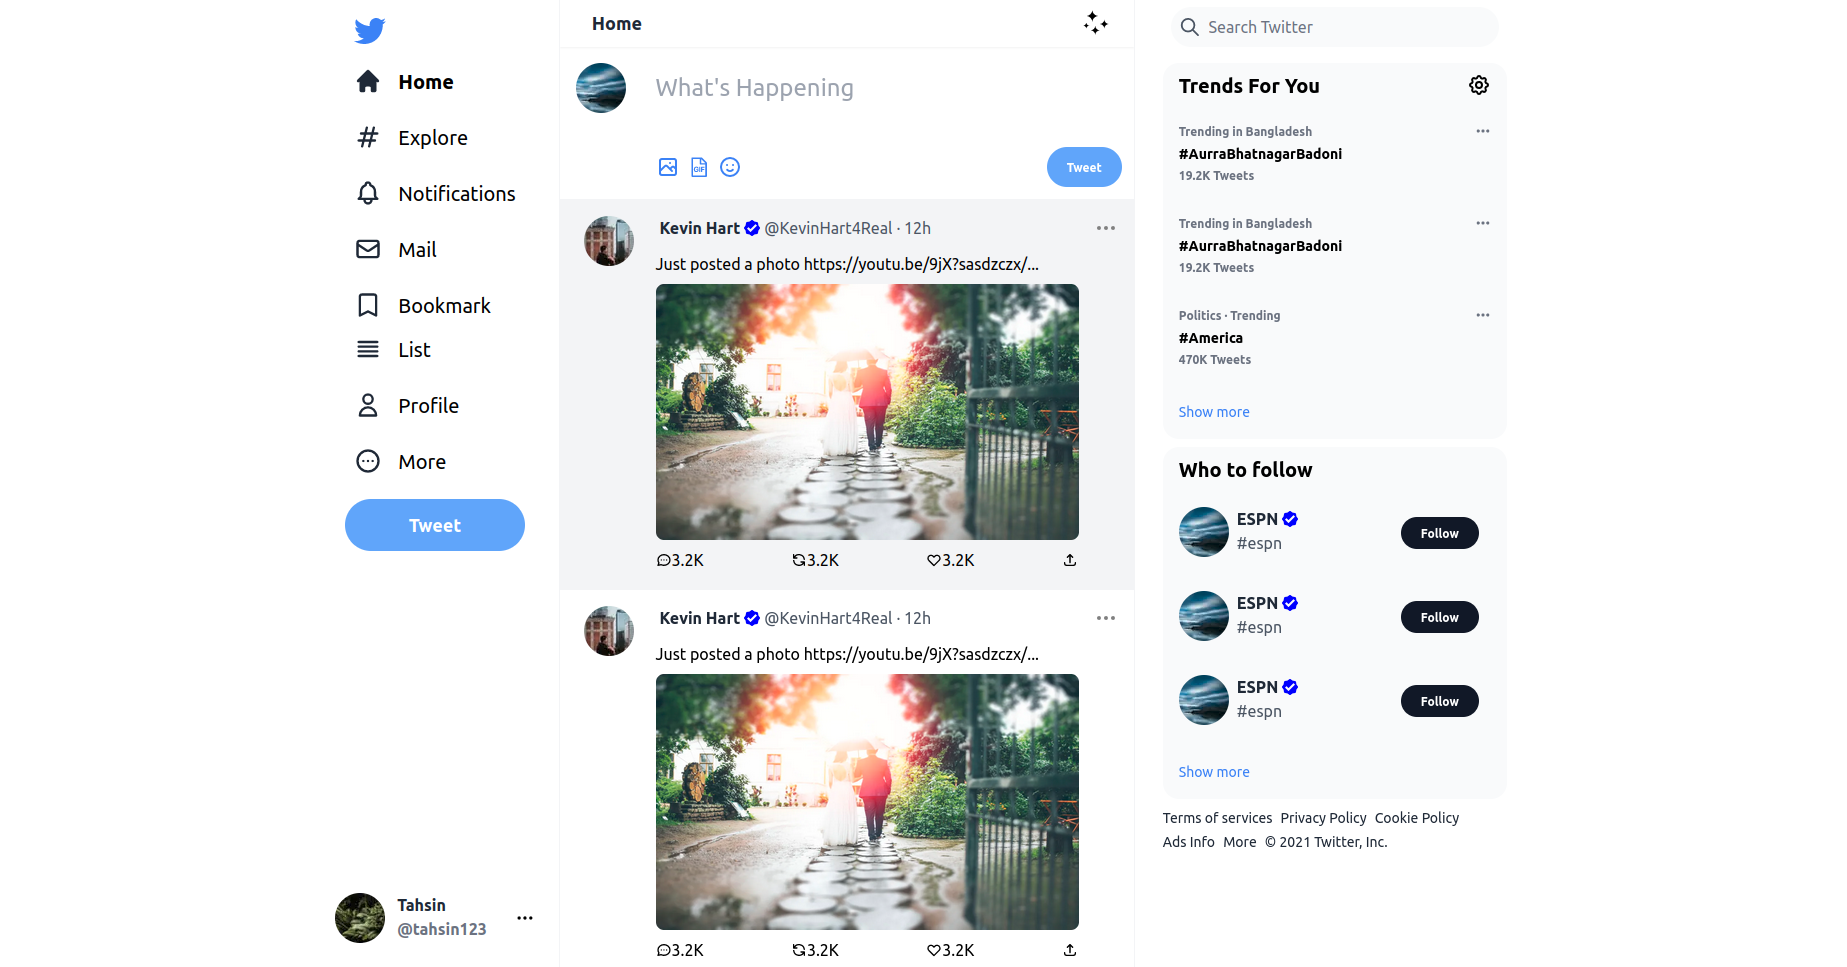 Home
Explore
Notifications
Mail
Bookmark
List
Profile
More
Tweet
Tahsin
@tahsin123
Home
What's Happening
GIF
Tweet
Kevin Hart @KevinHart4Real · 12h
Just posted a photo https://youtu.be/9jX?sasdzczx/...
3.2K 3.2K 3.2K
Kevin Hart @KevinHart4Real · 12h
Just posted a photo https://youtu.be/9jX?sasdzczx/...
3.2K 3.2K 3.2K
Search Twitter
Trends For You
Trending in Bangladesh
#AurraBhatnagarBadoni
19.2K Tweets
Trending in Bangladesh
#AurraBhatnagarBadoni
19.2K Tweets
Politics · Trending
#America
470K Tweets
Show more
Who to follow
ESPN
#espn
Follow
ESPN
#espn
Follow
ESPN
#espn
Follow
Show more
Terms of services Privacy Policy Cookie Policy
Ads Info More © 2021 Twitter, Inc.